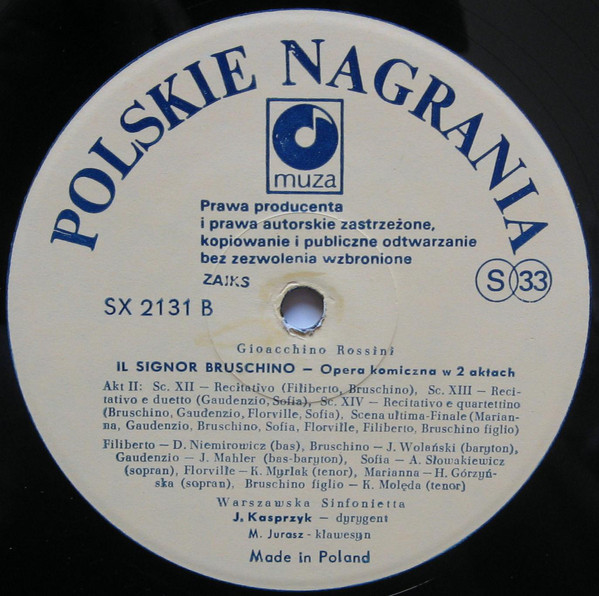 POLSKIE NAGRANIA
muza
Prawa producenta
i prawa autorskie zastrzeżone,
kopiowanie i publiczne odtwarzanie
bez zezwolenia wzbronione
ZAIKS
S 33
SX 2131 B
Gioacchino Rossini
IL SIGNOR BRUSCHINO – Opera komiczna w 2 aktach
Akt II: Sc. XII – Recitativo (Filiberto, Bruschino), Sc. XIII – Reci-
tativo e duetto (Gaudenzio, Sofia), Sc. XIV – Recitativo e quartettino
(Bruschino, Gaudenzio, Florville, Sofia). Scena ultima-Finale (Marian-
na, Gaudenzio, Bruschino, Sofia, Florville, Filiberto, Bruschino figlio)
Filiberto – D. Niemirowicz (bas), Bruschino – J. Wolański (baryton),
Gaudenzio – J. Mahler (bas-baryton), Sofia – A. Słowakiewicz
(sopran), Florville – K. Myrlak (tenor), Marianna – H. Górzyń-
ska (sopran), Bruschino figlio – K. Molęda (tenor)
Warszawska Sinfonietta
J. Kasprzyk – dyrygent
M. Jurasz - klawesyn
Made in Poland